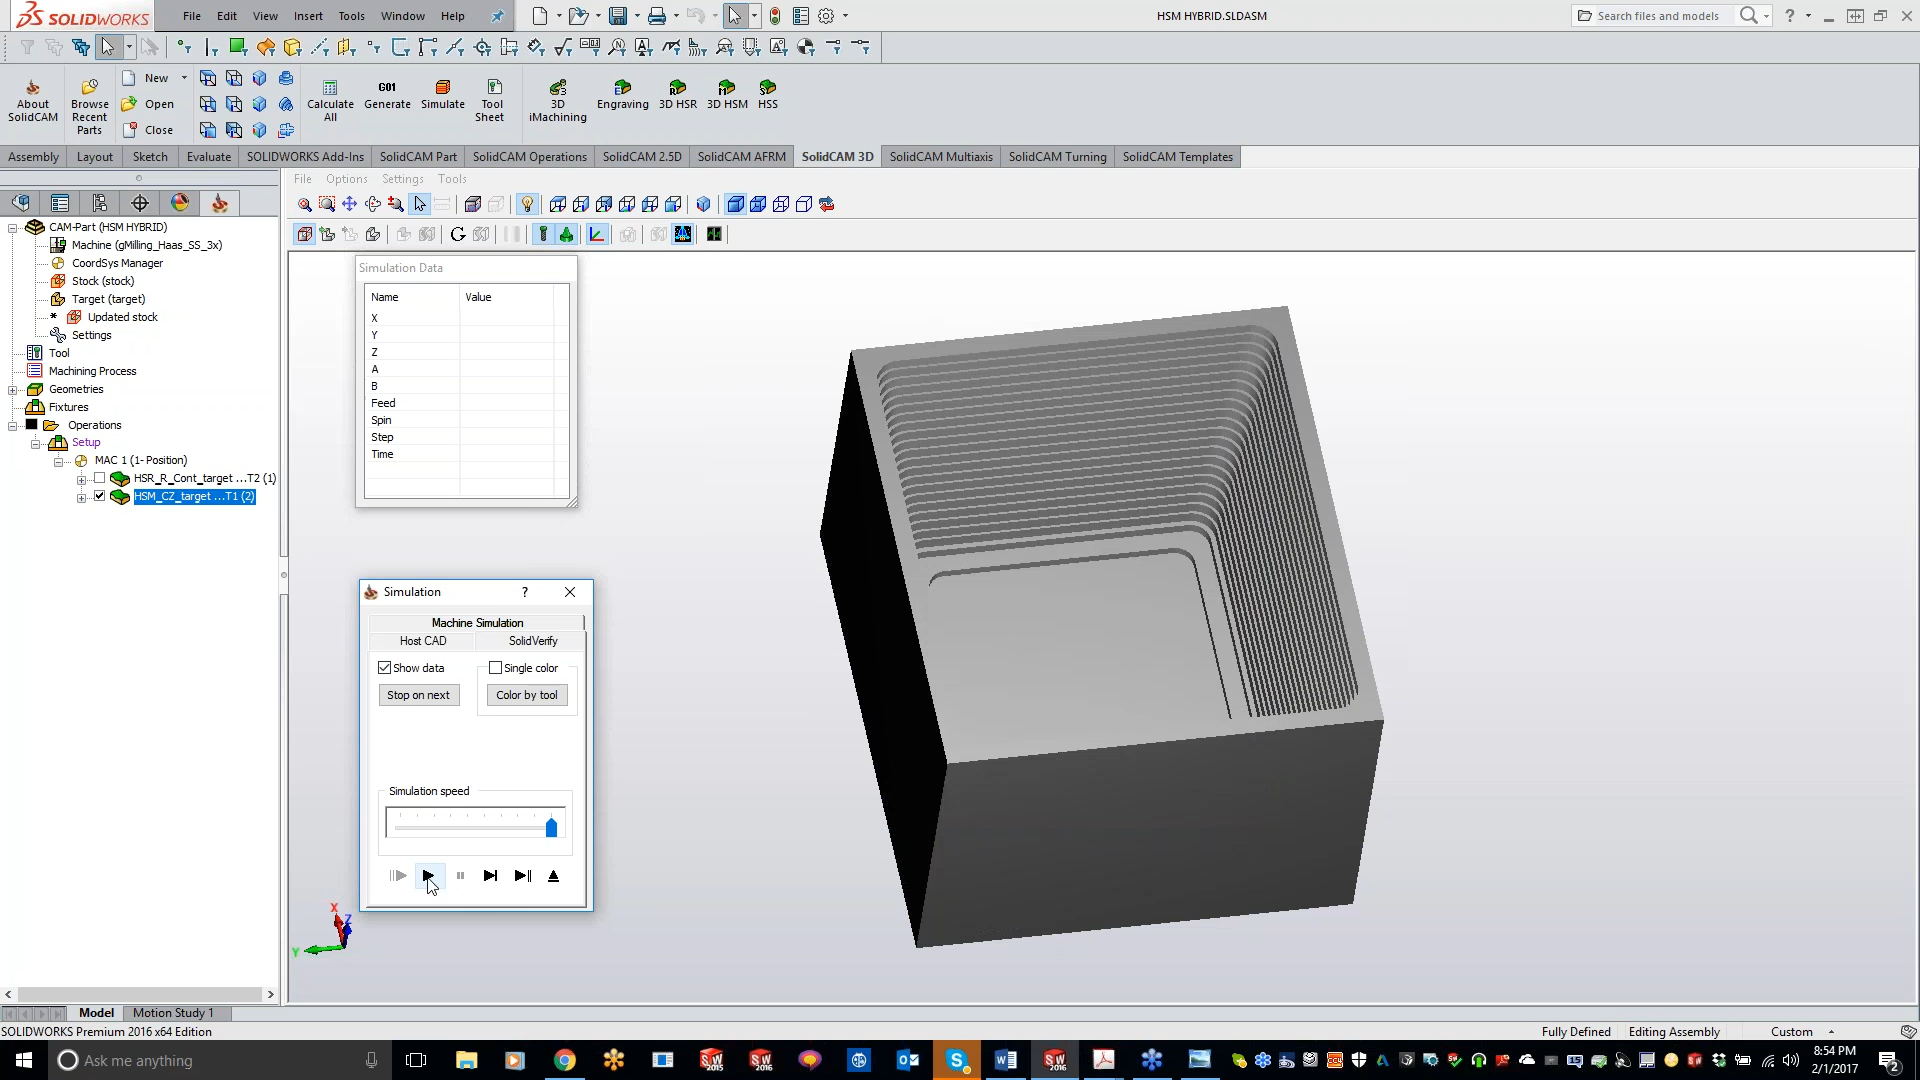 SOLIDWORKS File Edit View Insert Tools Window Help HSM HYBRID.SLDASM Search files and models
About SolidCAM
Browse Recent Parts
New
Open
Close
Calculate All
G01 Generate
Simulate
Tool Sheet
3D iMachining
Engraving
3D HSR
3D HSM
HSS
Assembly Layout Sketch Evaluate SOLIDWORKS Add-Ins SolidCAM Part SolidCAM Operations SolidCAM 2.5D SolidCAM AFRM SolidCAM 3D SolidCAM Multiaxis SolidCAM Turning SolidCAM Templates
File Options Settings Tools
CAM-Part (HSM HYBRID)
Machine (gMilling_Haas_SS_3x)
CoordSys Manager
Stock (stock)
Target (target)
* Updated stock
Settings
Tool
Machining Process
Geometries
Fixtures
Operations
Setup
MAC 1 (1- Position)
HSR_R_Cont_target ...T2 (1)
HSM_CZ_target ...T1 (2)
Simulation Data
Name Value
X
Y
Z
A
B
Feed
Spin
Step
Time
Simulation ?
Machine Simulation
Host CAD SolidVerify
Show data Single color
Stop on next Color by tool
Simulation speed
X
Z
Y
Model Motion Study 1
SOLIDWORKS Premium 2016 x64 Edition Fully Defined Editing Assembly Custom
Ask me anything
8:54 PM
2/1/2017